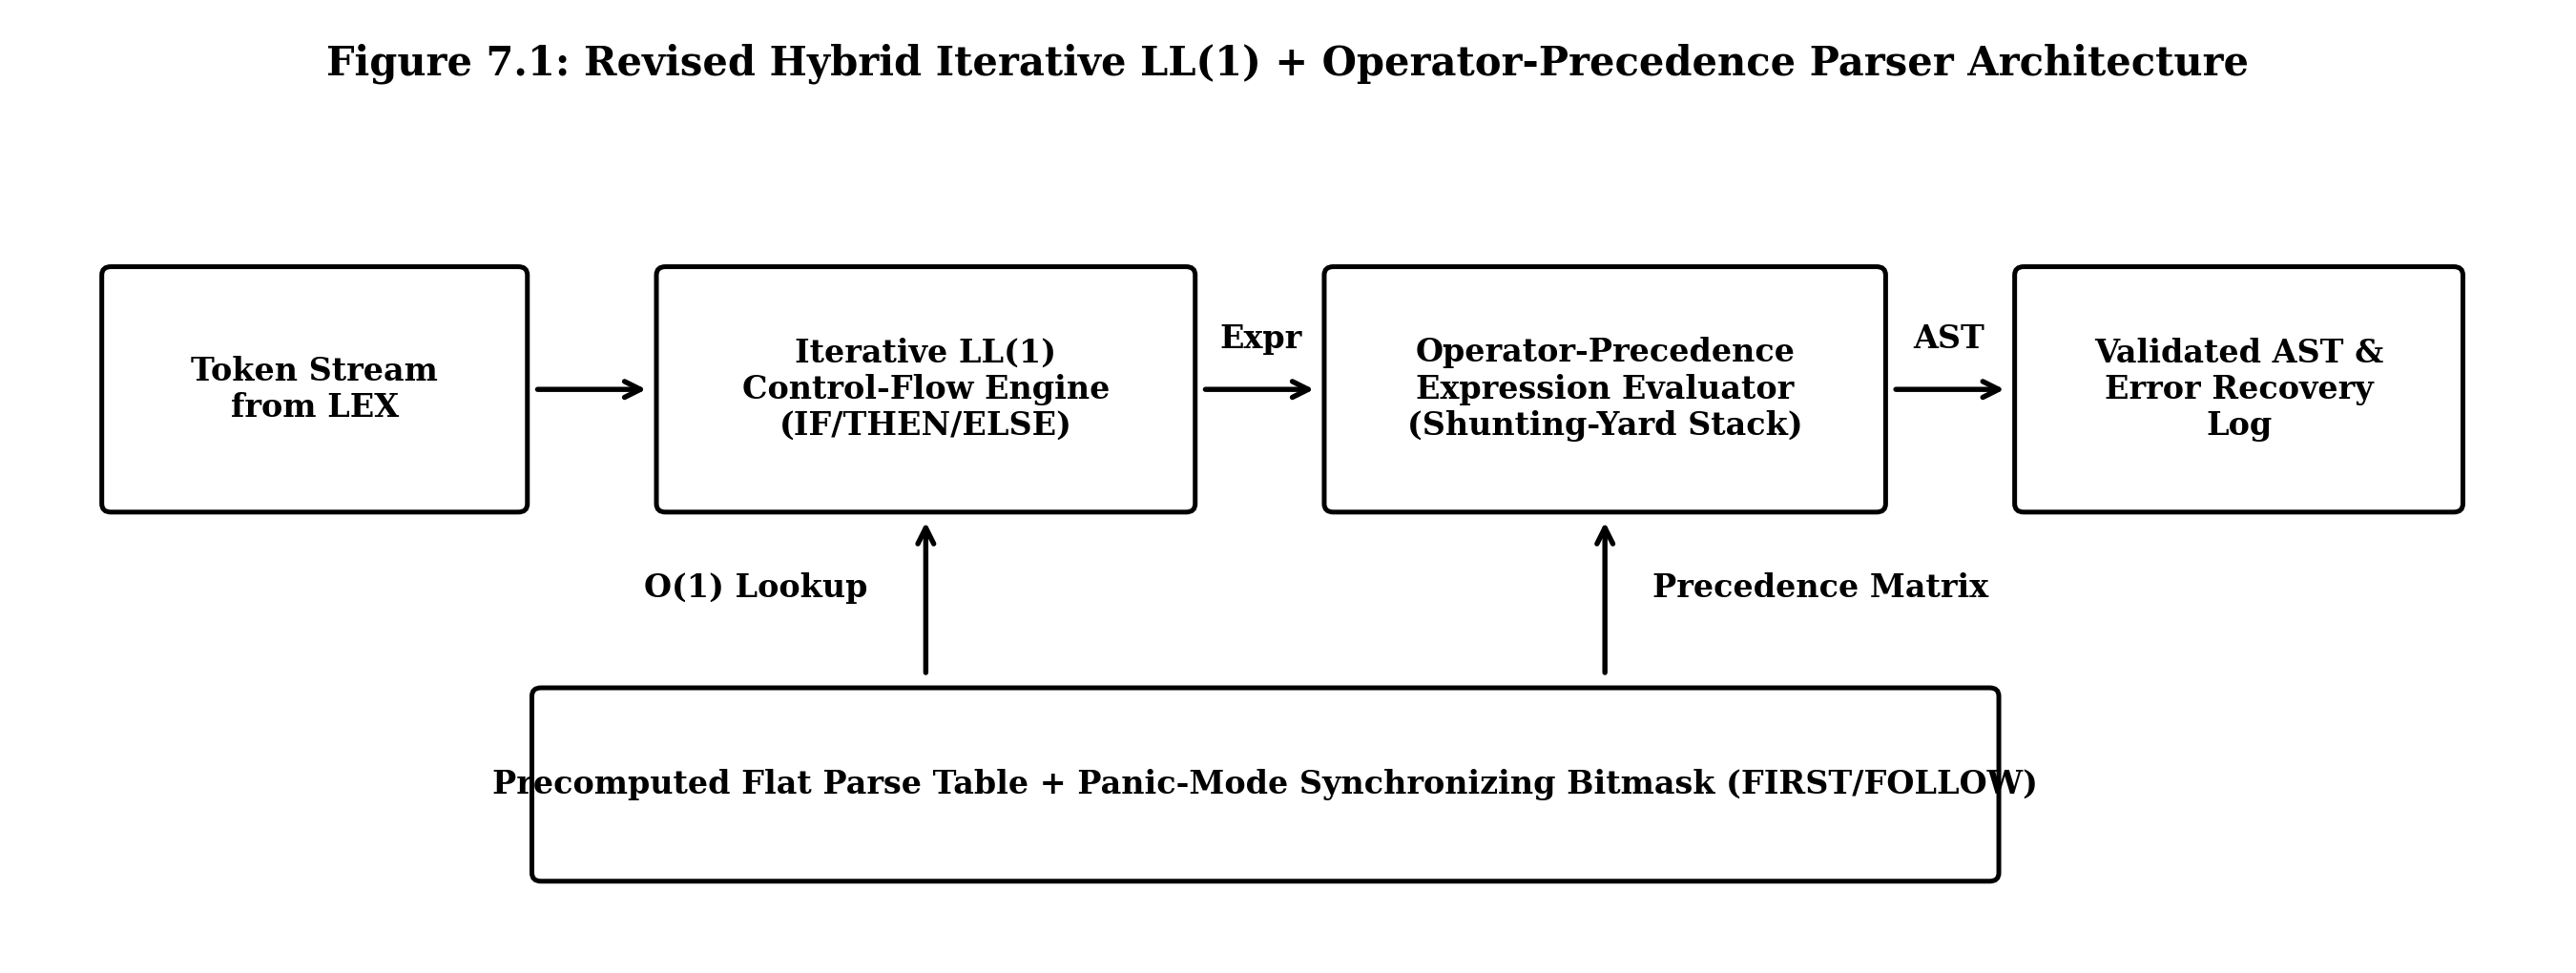 Figure 7.1: Revised Hybrid Iterative LL(1) + Operator-Precedence Parser Architecture
Token Stream
from LEX
Iterative LL(1)
Control-Flow Engine
(IF/THEN/ELSE)
Expr
Operator-Precedence
Expression Evaluator
(Shunting-Yard Stack)
AST
Validated AST &
Error Recovery
Log
O(1) Lookup
Precedence Matrix
Precomputed Flat Parse Table + Panic-Mode Synchronizing Bitmask (FIRST/FOLLOW)